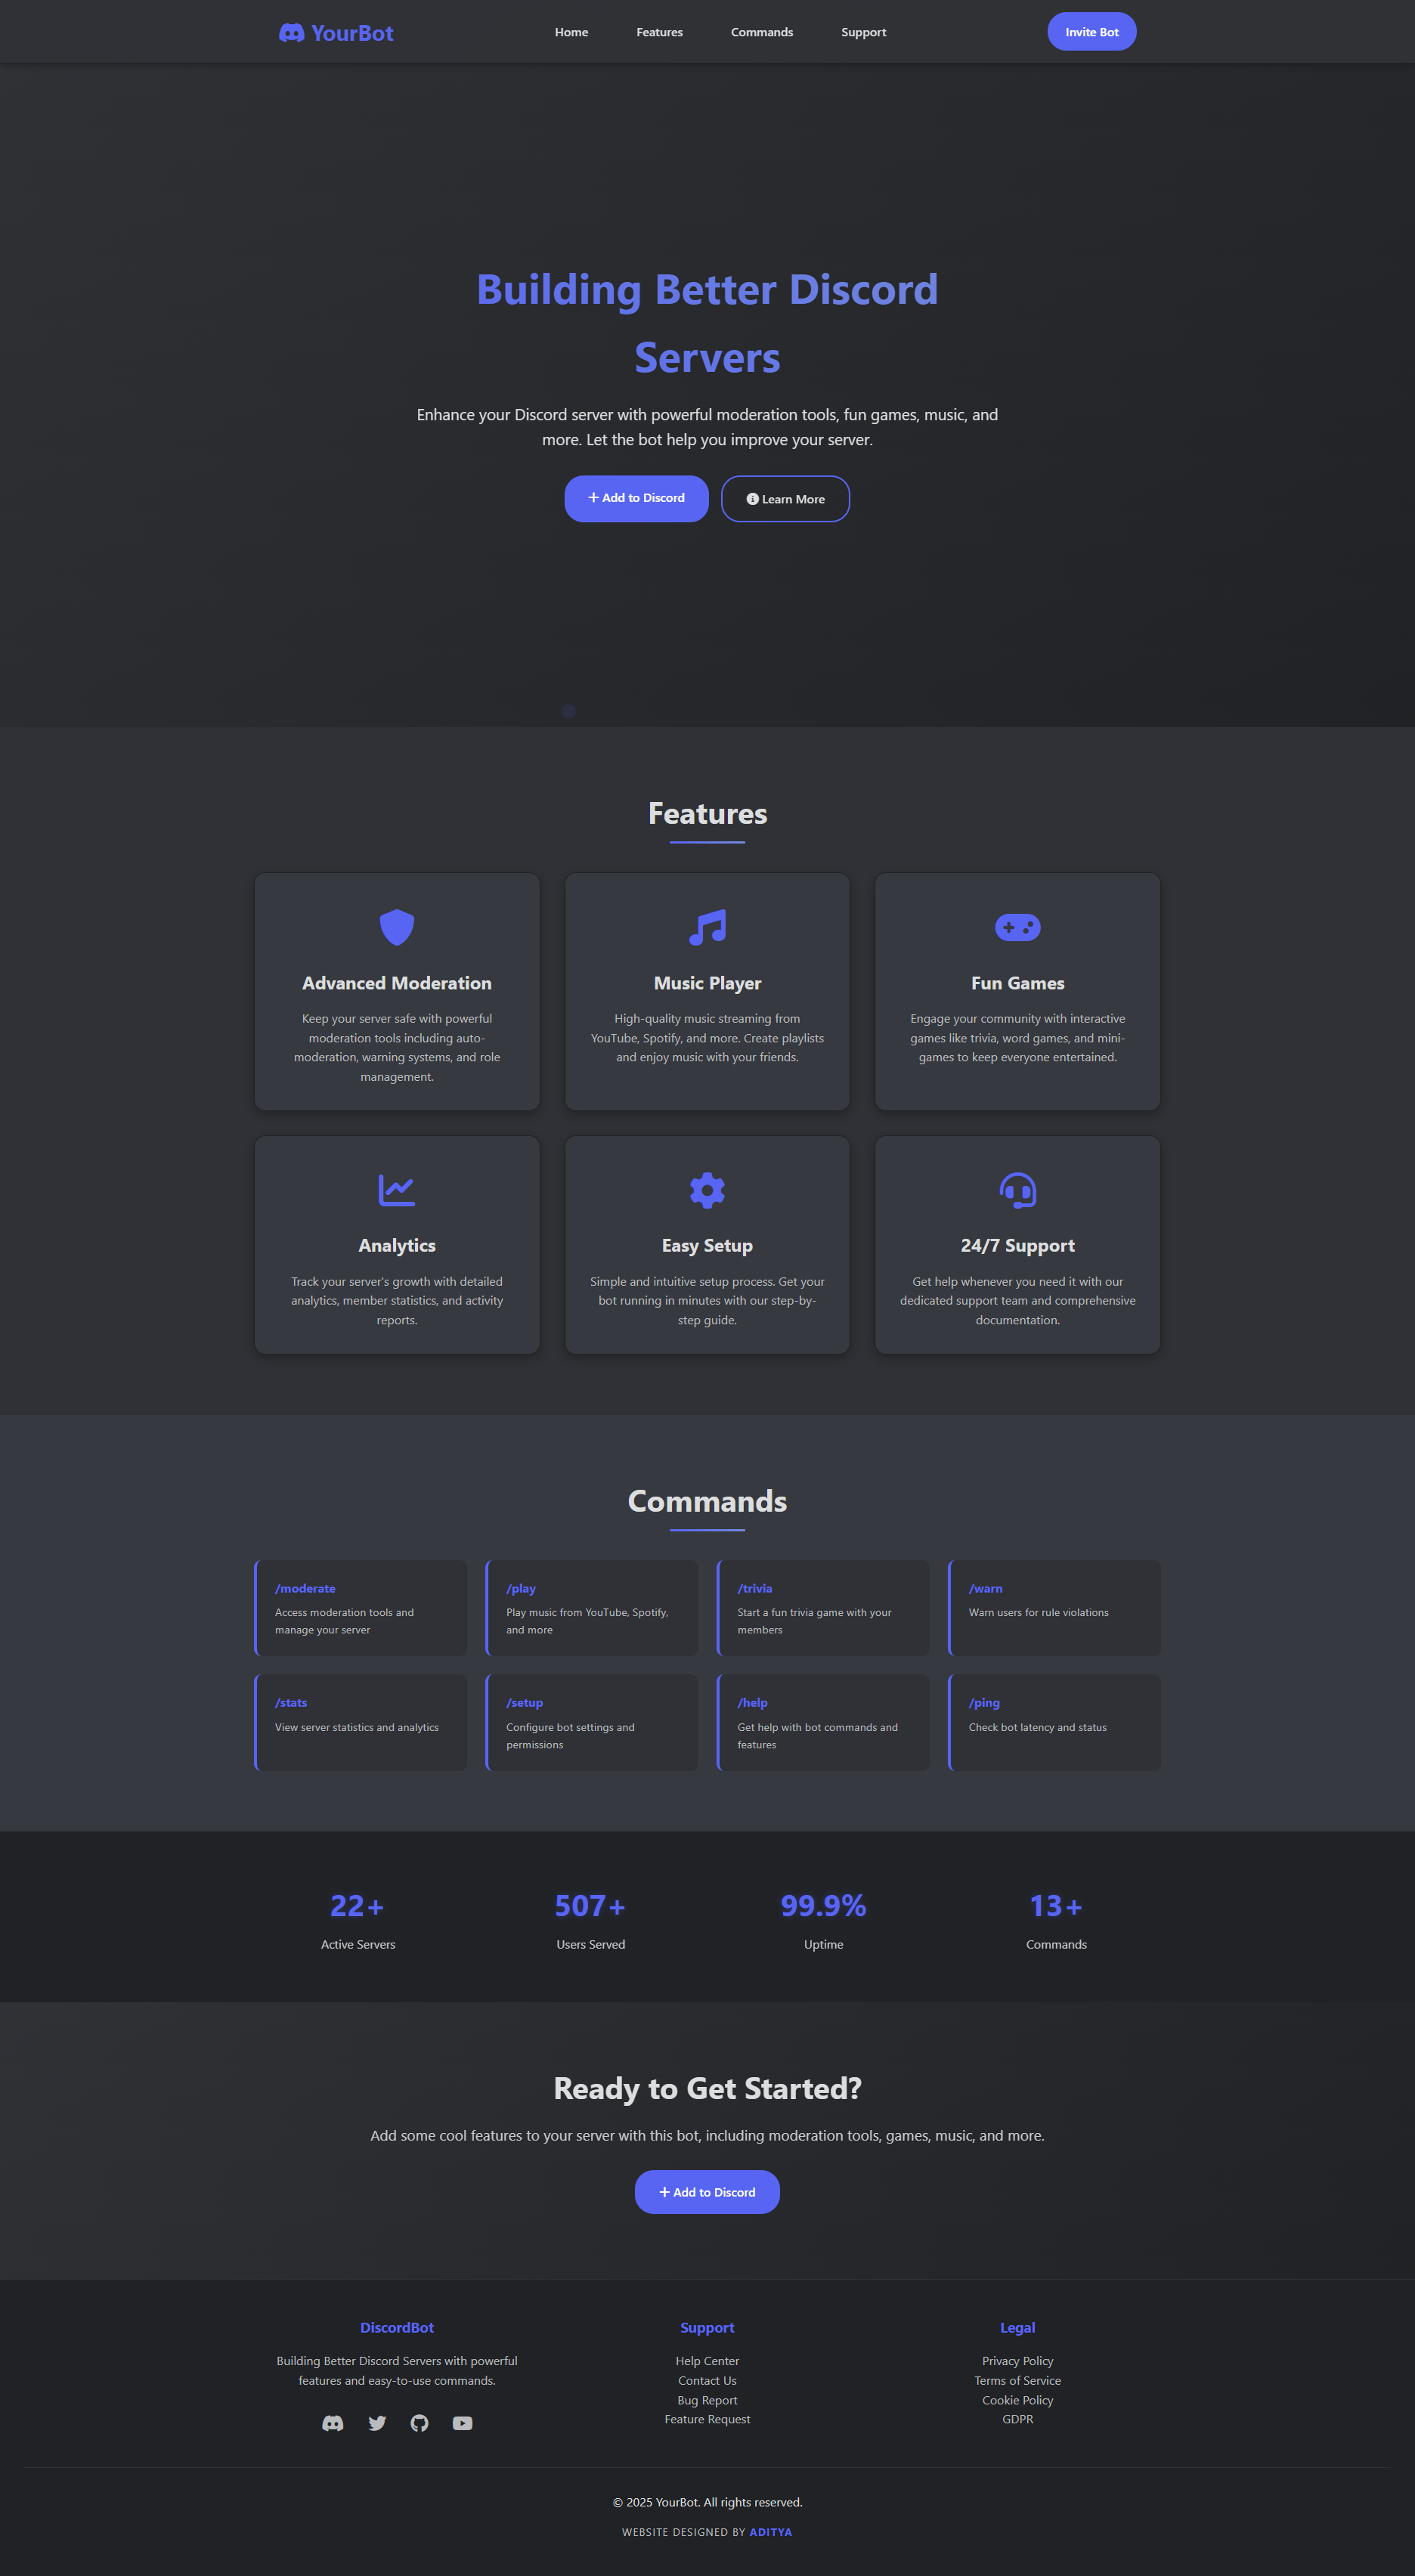 YourBot
Home
Features
Commands
Support
Invite Bot
Building Better Discord
Servers
Enhance your Discord server with powerful moderation tools, fun games, music, and
more. Let the bot help you improve your server.
Add to Discord
Learn More
Features
Advanced Moderation
Keep your server safe with powerful
moderation tools including auto-
moderation, warning systems, and role
management.
Music Player
High-quality music streaming from
YouTube, Spotify, and more. Create playlists
and enjoy music with your friends.
Fun Games
Engage your community with interactive
games like trivia, word games, and mini-
games to keep everyone entertained.
Analytics
Track your server's growth with detailed
analytics, member statistics, and activity
reports.
Easy Setup
Simple and intuitive setup process. Get your
bot running in minutes with our step-by-
step guide.
24/7 Support
Get help whenever you need it with our
dedicated support team and comprehensive
documentation.
Commands
/moderate
Access moderation tools and
manage your server
/play
Play music from YouTube, Spotify,
and more
/trivia
Start a fun trivia game with your
members
/warn
Warn users for rule violations
/stats
View server statistics and analytics
/setup
Configure bot settings and
permissions
/help
Get help with bot commands and
features
/ping
Check bot latency and status
22+
Active Servers
507+
Users Served
99.9%
Uptime
13+
Commands
Ready to Get Started?
Add some cool features to your server with this bot, including moderation tools, games, music, and more.
Add to Discord
DiscordBot
Building Better Discord Servers with powerful
features and easy-to-use commands.
Support
Help Center
Contact Us
Bug Report
Feature Request
Legal
Privacy Policy
Terms of Service
Cookie Policy
GDPR
© 2025 YourBot. All rights reserved.
WEBSITE DESIGNED BY ADITYA